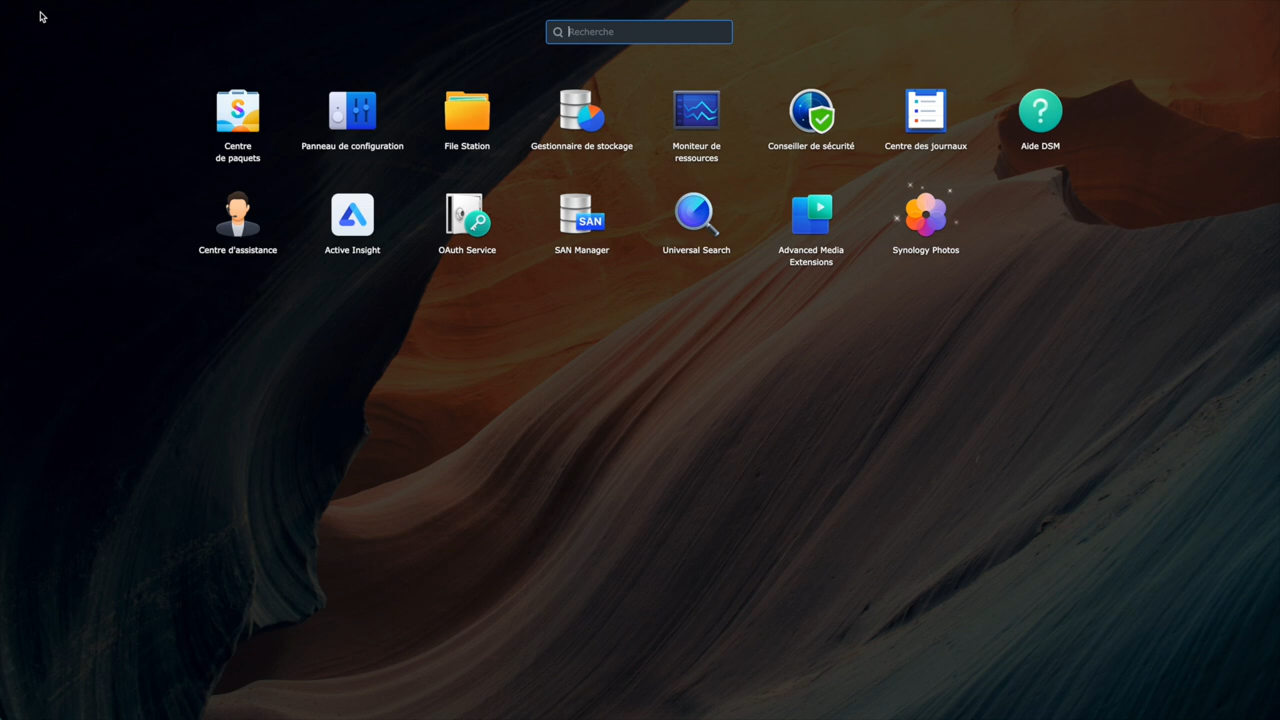 Recherche
Centre
de paquets
Panneau de configuration
File Station
Gestionnaire de stockage
Moniteur de
ressources
Conseiller de sécurité
Centre des journaux
Aide DSM
Centre d'assistance
Active Insight
OAuth Service
SAN
SAN Manager
Universal Search
Advanced Media
Extensions
Synology Photos